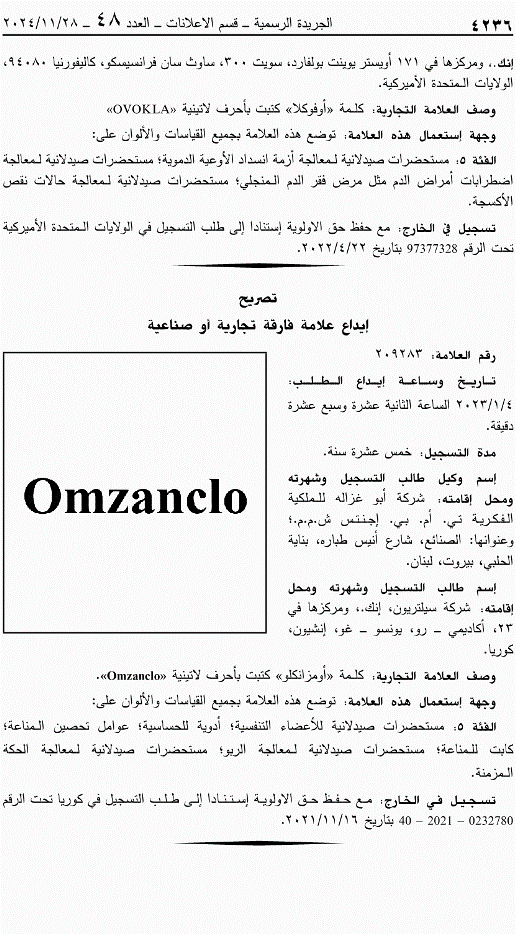 ٤٢٣٦ الجريدة الرسمية – قسم الاعلانات – العدد ٤٨ – ٢٠٢٤/١١/٢٨
إنك.، ومركزها في ١٧١ أويستر يوينت بولفارد، سويت ٣٠٠، ساوث سان فرانسيسكو، كاليفورنيا ٩٤٠٨٠،
الولايات المتحدة الأميركية.
وصف العلامة التجارية: كلمة «أوفوكلا» كتبت بأحرف لاتينية «OVOKLA»
وجهة إستعمال هذه العلامة: توضع هذه العلامة بجميع القياسات والألوان على:
الفئة ٥: مستحضرات صيدلانية لمعالجة أزمة انسداد الأوعية الدموية؛ مستحضرات صيدلانية لمعالجة
اضطرابات أمراض الدم مثل مرض فقر الدم المنجلي؛ مستحضرات صيدلانية لمعالجة حالات نقص
الأكسجة.
تسجيل في الخارج: مع حفظ حق الاولوية إستنادا إلى طلب التسجيل في الولايات المتحدة الأميركية
تحت الرقم 97377328 بتاريخ ٢٠٢٢/٤/٢٢.
تصريح
إيداع علامة فارقة تجارية أو صناعية
رقم العلامة: ٢٠٩٢٨٣
تاريخ وساعة إيداع الطلب:
٢٠٢٣/١/٤ الساعة الثانية عشرة وسبع عشرة
دقيقة.
مدة التسجيل: خمس عشرة سنة.
إسم وكيل طالب التسجيل وشهرته
ومحل إقامته: شركة أبو غزاله للملكية
الفكرية تي. أم. بي. إجنتس ش.م.م.؛
وعنوانها: الصنائع، شارع أنيس طباره، بناية
الحلبي، بيروت، لبنان.
إسم طالب التسجيل وشهرته ومحل
إقامته: شركة سيلتريون، إنك.، ومركزها في
٢٣، أكاديمي – رو، يونسو – غو، إنشيون،
كوريا.
Omzanclo
وصف العلامة التجارية: كلمة «أومزانكلو» كتبت بأحرف لاتينية «Omzanclo».
وجهة إستعمال هذه العلامة: توضع هذه العلامة بجميع القياسات والألوان على:
الفئة ٥: مستحضرات صيدلانية للأعضاء التنفسية؛ أدوية للحساسية؛ عوامل تحصين المناعة؛
كابت للمناعة؛ مستحضرات صيدلانية لمعالجة الربو؛ مستحضرات صيدلانية لمعالجة الحكة
المزمنة.
تسجيل في الخارج: مع حفظ حق الاولوية إستنادا إلى طلب التسجيل في كوريا تحت الرقم
40 – 2021 – 0232780 بتاريخ ٢٠٢١/١١/١٦.